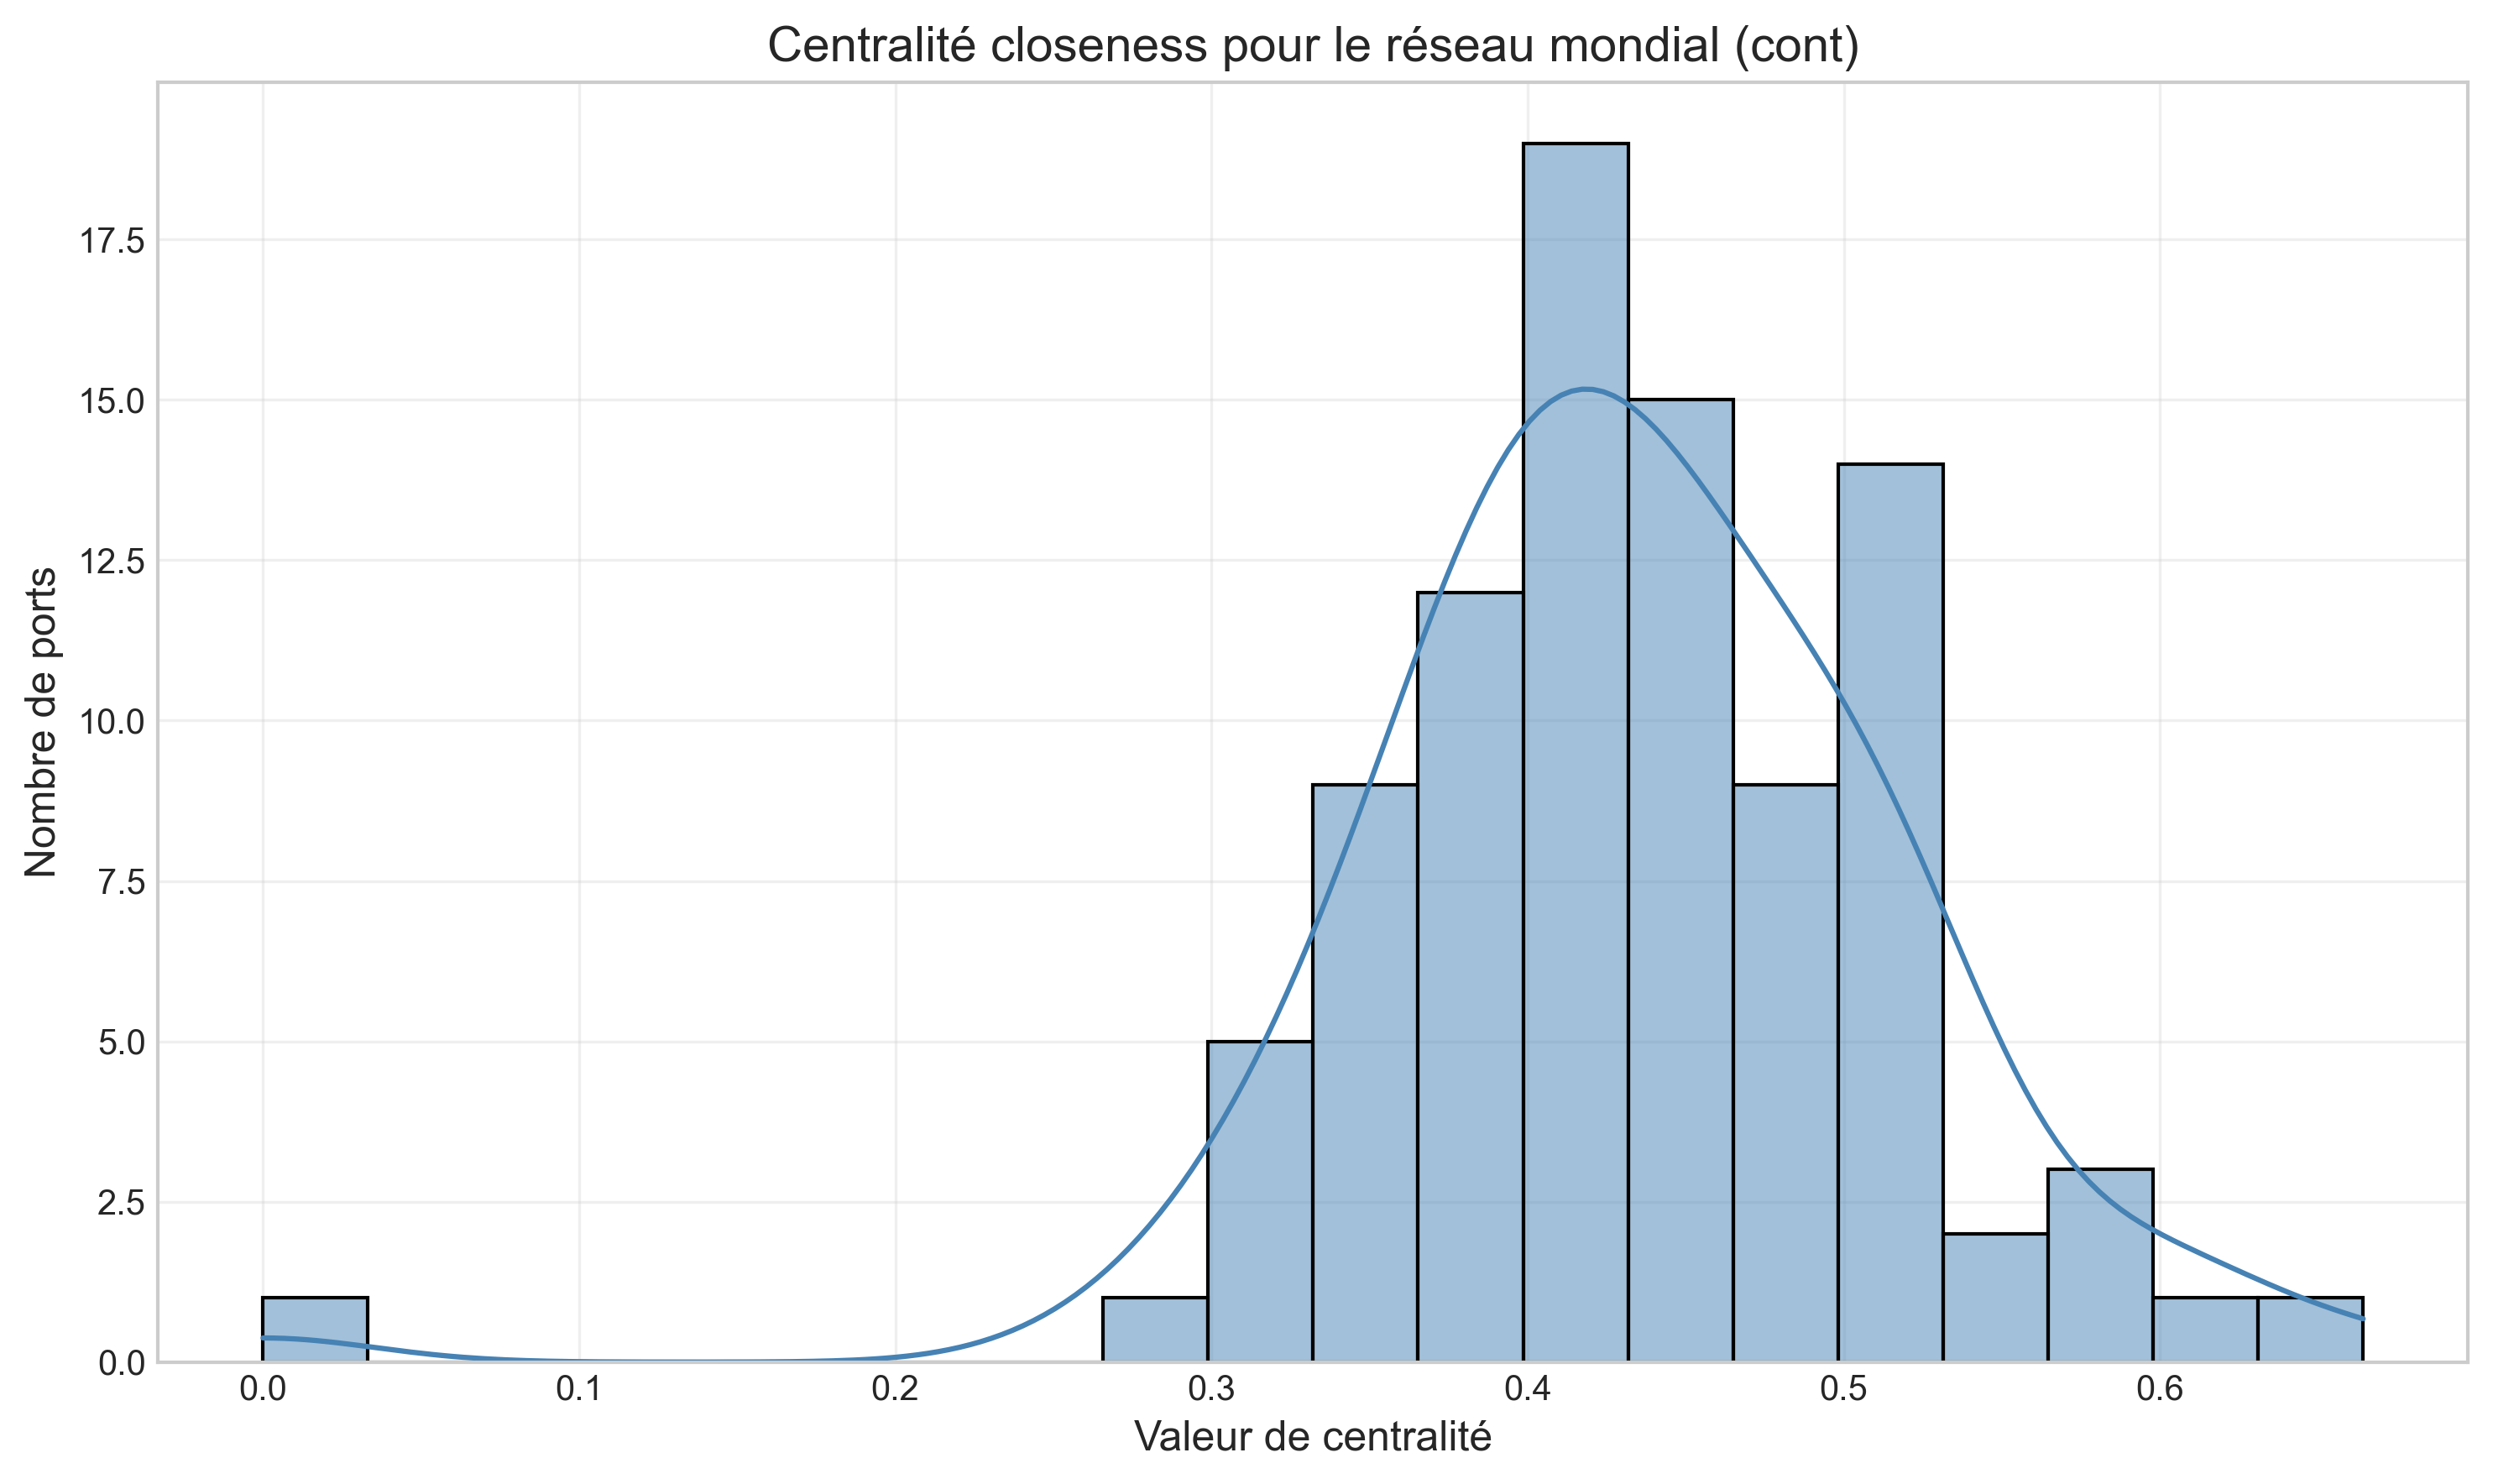 Centralité closeness pour le réseau mondial (cont)
Nombre de ports
17.5
15.0
12.5
10.0
7.5
5.0
2.5
0.0
0.0 0.1 0.2 0.3 0.4 0.5 0.6
Valeur de centralité